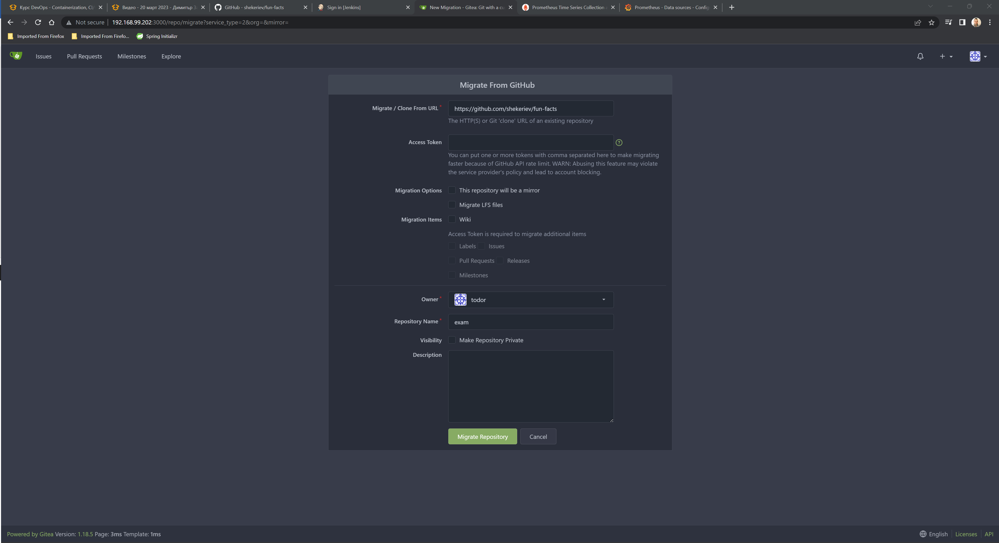 Курс DevOps - Containerization, CI/
Видео - 20 март 2023 - Димитър З
GitHub - shekeriev/fun-facts
Sign in [Jenkins]
New Migration - Gitea: Git with a cu
Prometheus Time Series Collection
Prometheus - Data sources - Config
Not secure
192.168.99.202:3000/repo/migrate?service_type=2&org=&mirror=
Imported From Firefox
Imported From Firefo...
Spring Initializr
Issues
Pull Requests
Milestones
Explore
Migrate From GitHub
Migrate / Clone From URL*
https://github.com/shekeriev/fun-facts
The HTTP(S) or Git 'clone' URL of an existing repository
Access Token
You can put one or more tokens with comma separated here to make migrating
faster because of GitHub API rate limit. WARN: Abusing this feature may violate
the service provider's policy and lead to account blocking.
Migration Options
This repository will be a mirror
Migrate LFS files
Migration Items
Wiki
Access Token is required to migrate additional items
Labels
Issues
Pull Requests
Releases
Milestones
Owner*
todor
Repository Name*
exam
Visibility
Make Repository Private
Description
Migrate Repository
Cancel
Powered by Gitea Version: 1.18.5 Page: 3ms Template: 1ms
English
Licenses
API